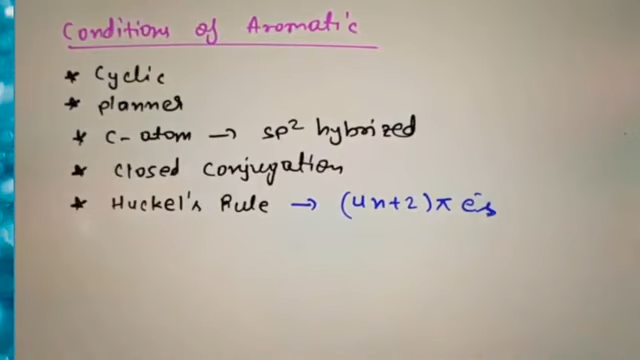 Conditions of Aromatic
* Cyclic
* planner
* C-atom → sp² hybrized
* Closed Conjugation
* Huckel's Rule → (4n+2)π e⁻s